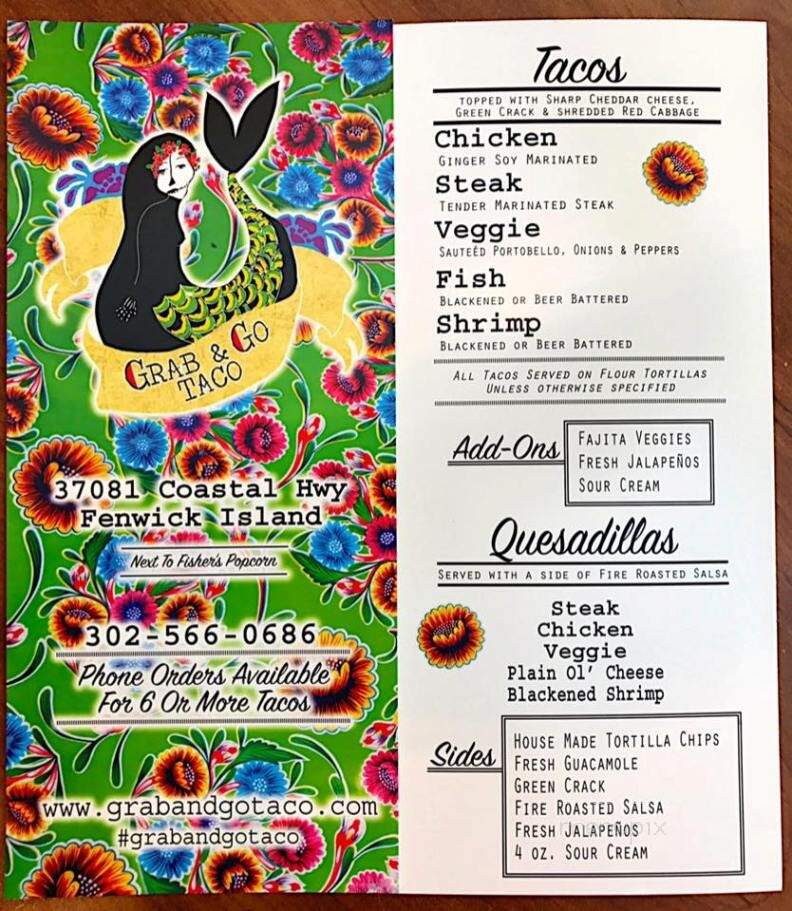 GRAB & GO
TACO
37081 Coastal Hwy
Fenwick Island
Next To Fisher's Popcorn
302-566-0686
Phone Orders Available
For 6 Or More Tacos
www.grabandgotaco.com
#grabandgotaco
Tacos
TOPPED WITH SHARP CHEDDAR CHEESE,
GREEN CRACK & SHREDDED RED CABBAGE
Chicken
GINGER SOY MARINATED
Steak
TENDER MARINATED STEAK
Veggie
SAUTEÉD PORTOBELLO, ONIONS & PEPPERS
Fish
BLACKENED OR BEER BATTERED
Shrimp
BLACKENED OR BEER BATTERED
ALL TACOS SERVED ON FLOUR TORTILLAS
UNLESS OTHERWISE SPECIFIED
Add-Ons
FAJITA VEGGIES
FRESH JALAPEÑOS
SOUR CREAM
Quesadillas
SERVED WITH A SIDE OF FIRE ROASTED SALSA
Steak
Chicken
Veggie
Plain Ol' Cheese
Blackened Shrimp
Sides
HOUSE MADE TORTILLA CHIPS
FRESH GUACAMOLE
GREEN CRACK
FIRE ROASTED SALSA
FRESH JALAPEÑOS
4 OZ. SOUR CREAM